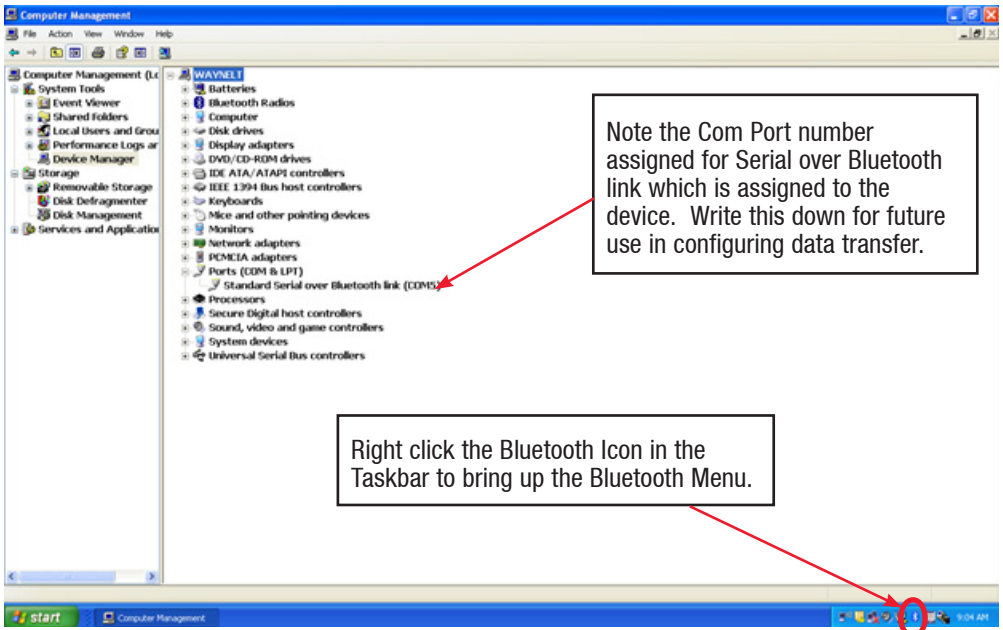 Computer Management
File Action View Window Help
Computer Management (Lo
System Tools
Event Viewer
Shared Folders
Local Users and Grou
Performance Logs ar
Device Manager
Storage
Removable Storage
Disk Defragmenter
Disk Management
Services and Application
WAYNELT
Batteries
Bluetooth Radios
Computer
Disk drives
Display adapters
DVD/CD-ROM drives
IDE ATA/ATAPI controllers
IEEE 1394 Bus host controllers
Keyboards
Mice and other pointing devices
Monitors
Network adapters
PCMCIA adapters
Ports (COM & LPT)
Standard Serial over Bluetooth link (COM5)
Processors
Secure Digital host controllers
Sound, video and game controllers
System devices
Universal Serial Bus controllers
Note the Com Port number
assigned for Serial over Bluetooth
link which is assigned to the
device. Write this down for future
use in configuring data transfer.
Right click the Bluetooth Icon in the
Taskbar to bring up the Bluetooth Menu.
start
Computer Management
9:04 AM